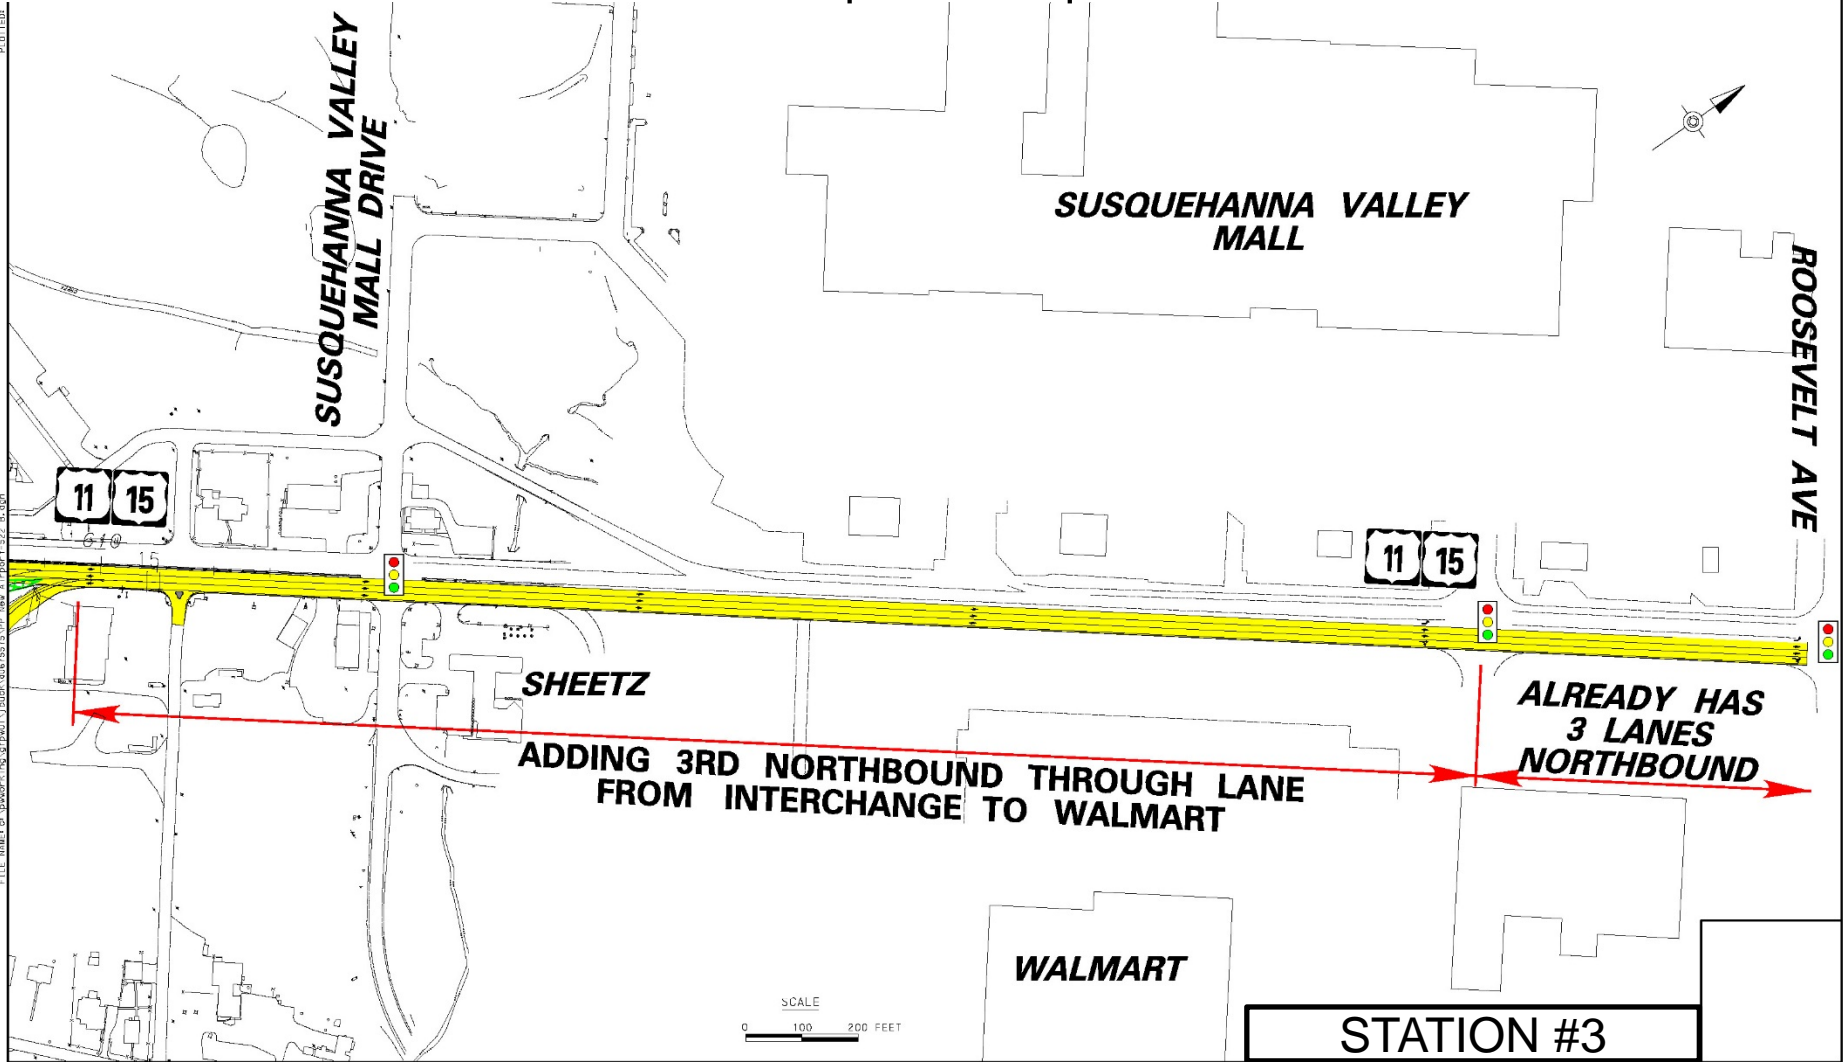 SUSQUEHANNA VALLEY
MALL DRIVE
SUSQUEHANNA VALLEY
MALL
ROOSEVELT AVE
11 15
11 15
SHEETZ
ALREADY HAS
3 LANES
NORTHBOUND
ADDING 3RD NORTHBOUND THROUGH LANE
FROM INTERCHANGE TO WALMART
WALMART
SCALE
0 100 200 FEET
STATION #3